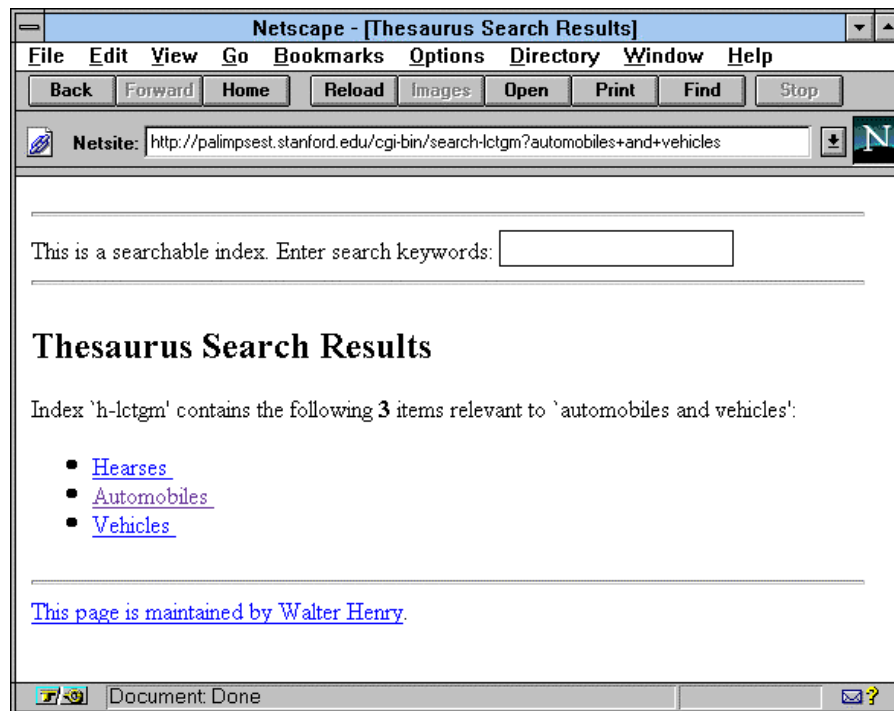 Netscape - [Thesaurus Search Results]
File Edit View Go Bookmarks Options Directory Window Help
Back Forward Home Reload Images Open Print Find Stop
Netsite: http://palimpsest.stanford.edu/cgi-bin/search-lctgm?automobiles+and+vehicles N
This is a searchable index. Enter search keywords:
Thesaurus Search Results
Index `h-lctgm' contains the following 3 items relevant to `automobiles and vehicles':
Hearses
Automobiles
Vehicles
This page is maintained by Walter Henry.
Document: Done ?